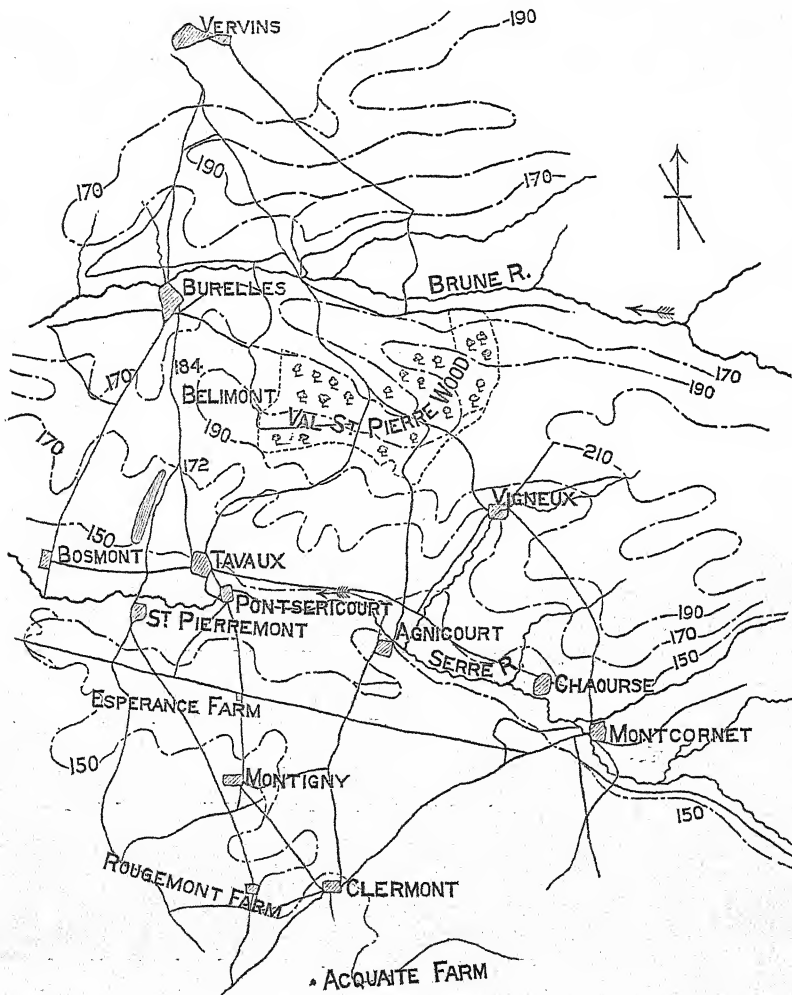 VERVINS
190
190
170
170
BRUNE R.
BURELLES
184
170
BELIMONT
VAL ST PIERRE WOOD
170
190
190
170
210
172
VIGNEUX
150
BOSMONT
TAVAUX
PONTSERICOURT
ST PIERREMONT
AGNICOURT
190
170
150
SERRE R.
CHAOURSE
ESPERANCE FARM
MONTCORNET
150
MONTIGNY
150
ROUGEMONT FARM
CLERMONT
ACQUAITE FARM